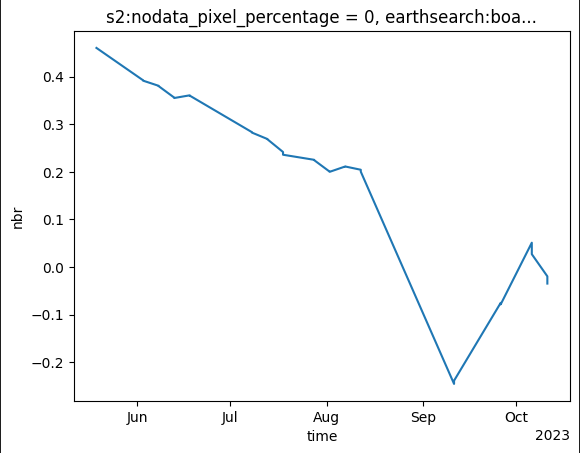 s2:nodata_pixel_percentage = 0, earthsearch:boa...
0.4
0.3
0.2
0.1
0.0
−0.1
−0.2
nbr
Jun Jul Aug Sep Oct
time
2023